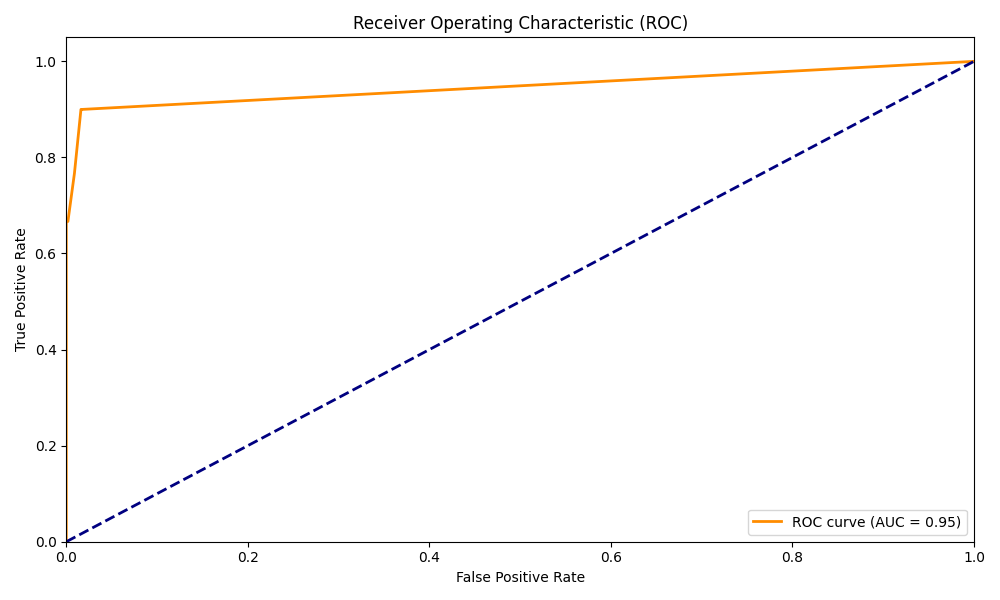 Receiver Operating Characteristic (ROC)
True Positive Rate
1.0
0.8
0.6
0.4
0.2
0.0
0.0 0.2 0.4 0.6 0.8 1.0
False Positive Rate
ROC curve (AUC = 0.95)